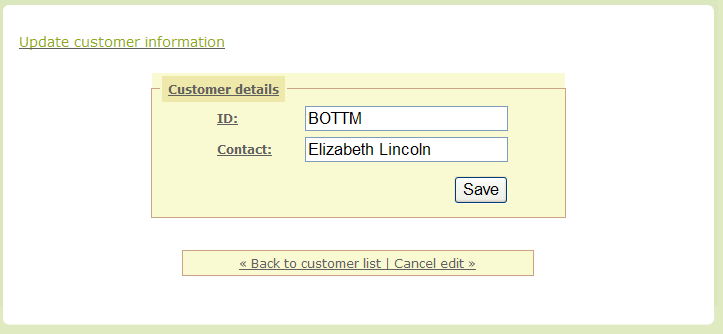 Update customer information
Customer details
ID: BOTTM
Contact: Elizabeth Lincoln
Save
« Back to customer list | Cancel edit »